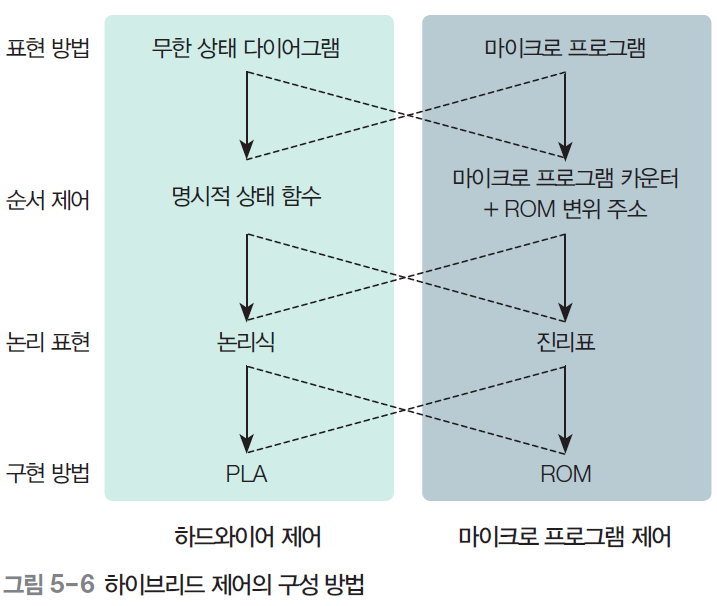 표현 방법 무한 상태 다이어그램 마이크로 프로그램
순서 제어 명시적 상태 함수 마이크로 프로그램 카운터
+ ROM 변위 주소
논리 표현 논리식 진리표
구현 방법 PLA ROM
하드와이어 제어 마이크로 프로그램 제어
그림 5-6 하이브리드 제어의 구성 방법